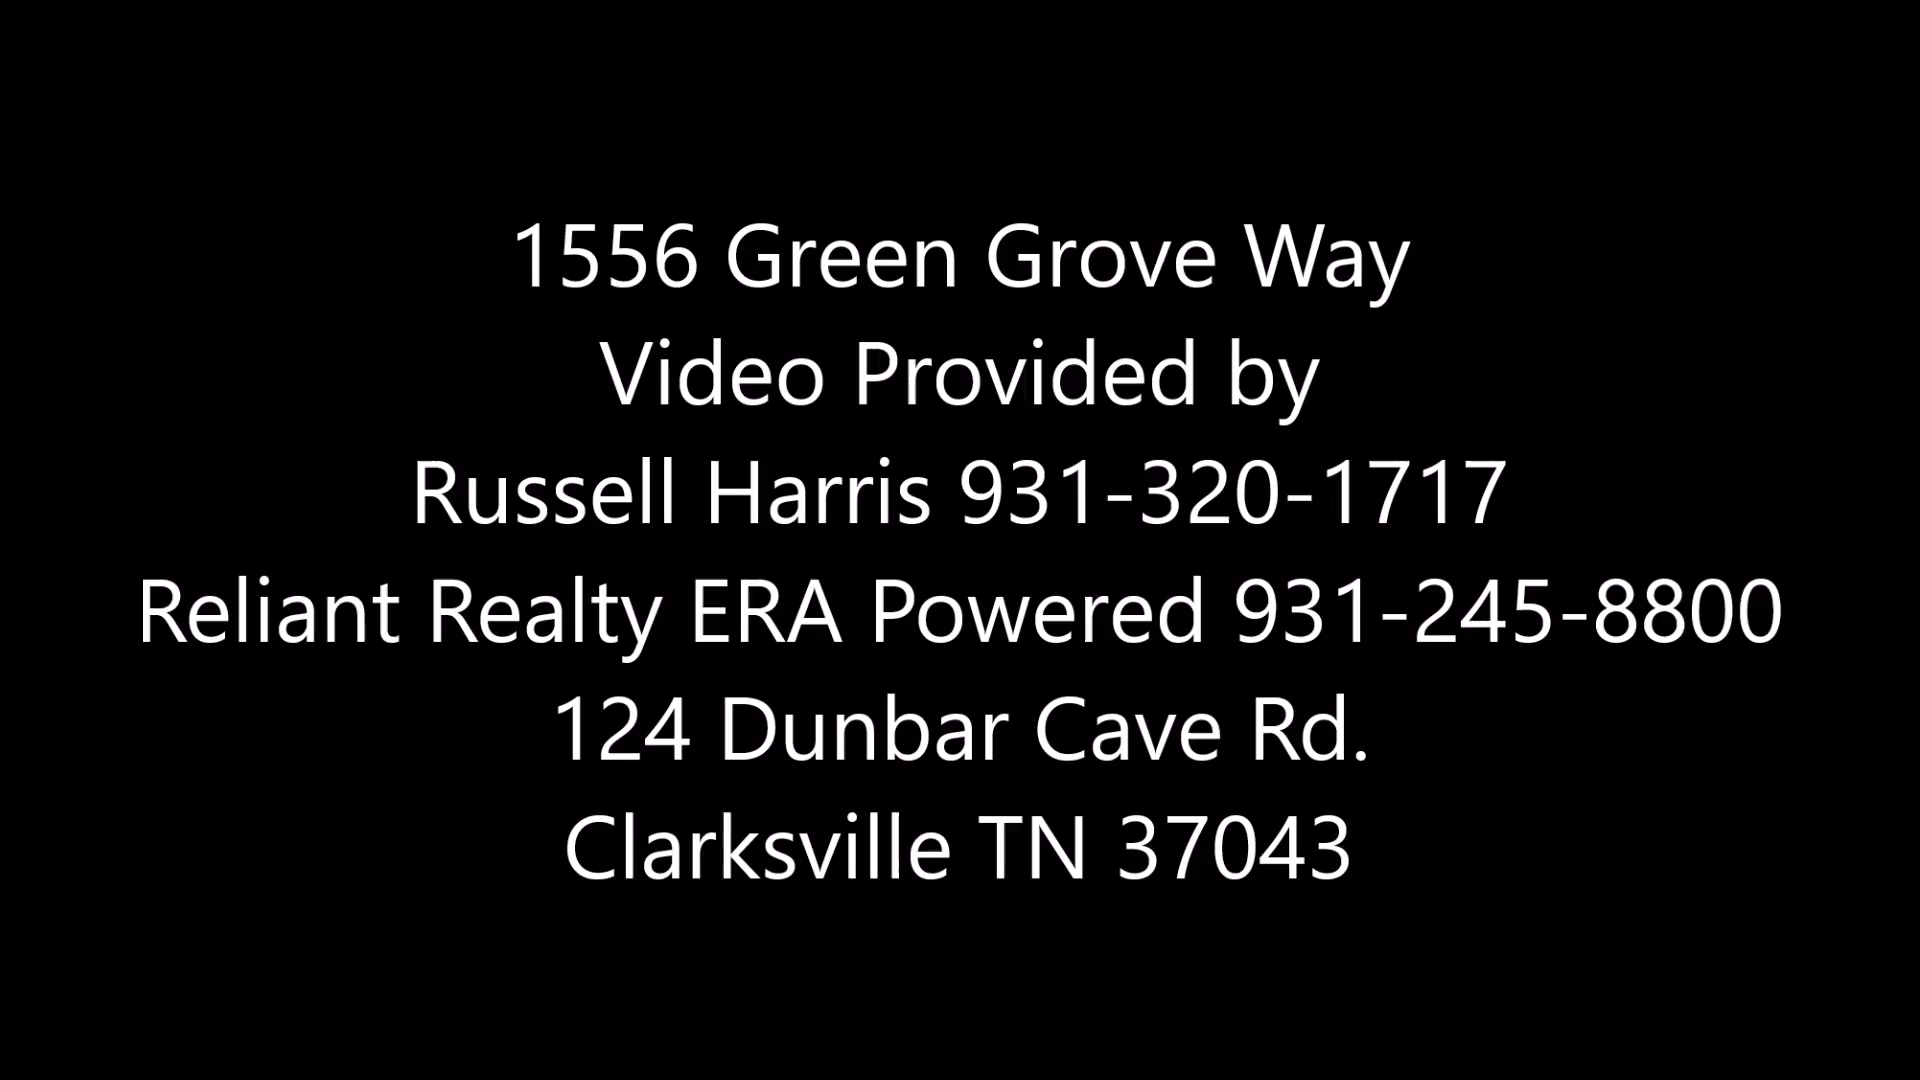 1556 Green Grove Way
Video Provided by
Russell Harris 931-320-1717
Reliant Realty ERA Powered 931-245-8800
124 Dunbar Cave Rd.
Clarksville TN 37043